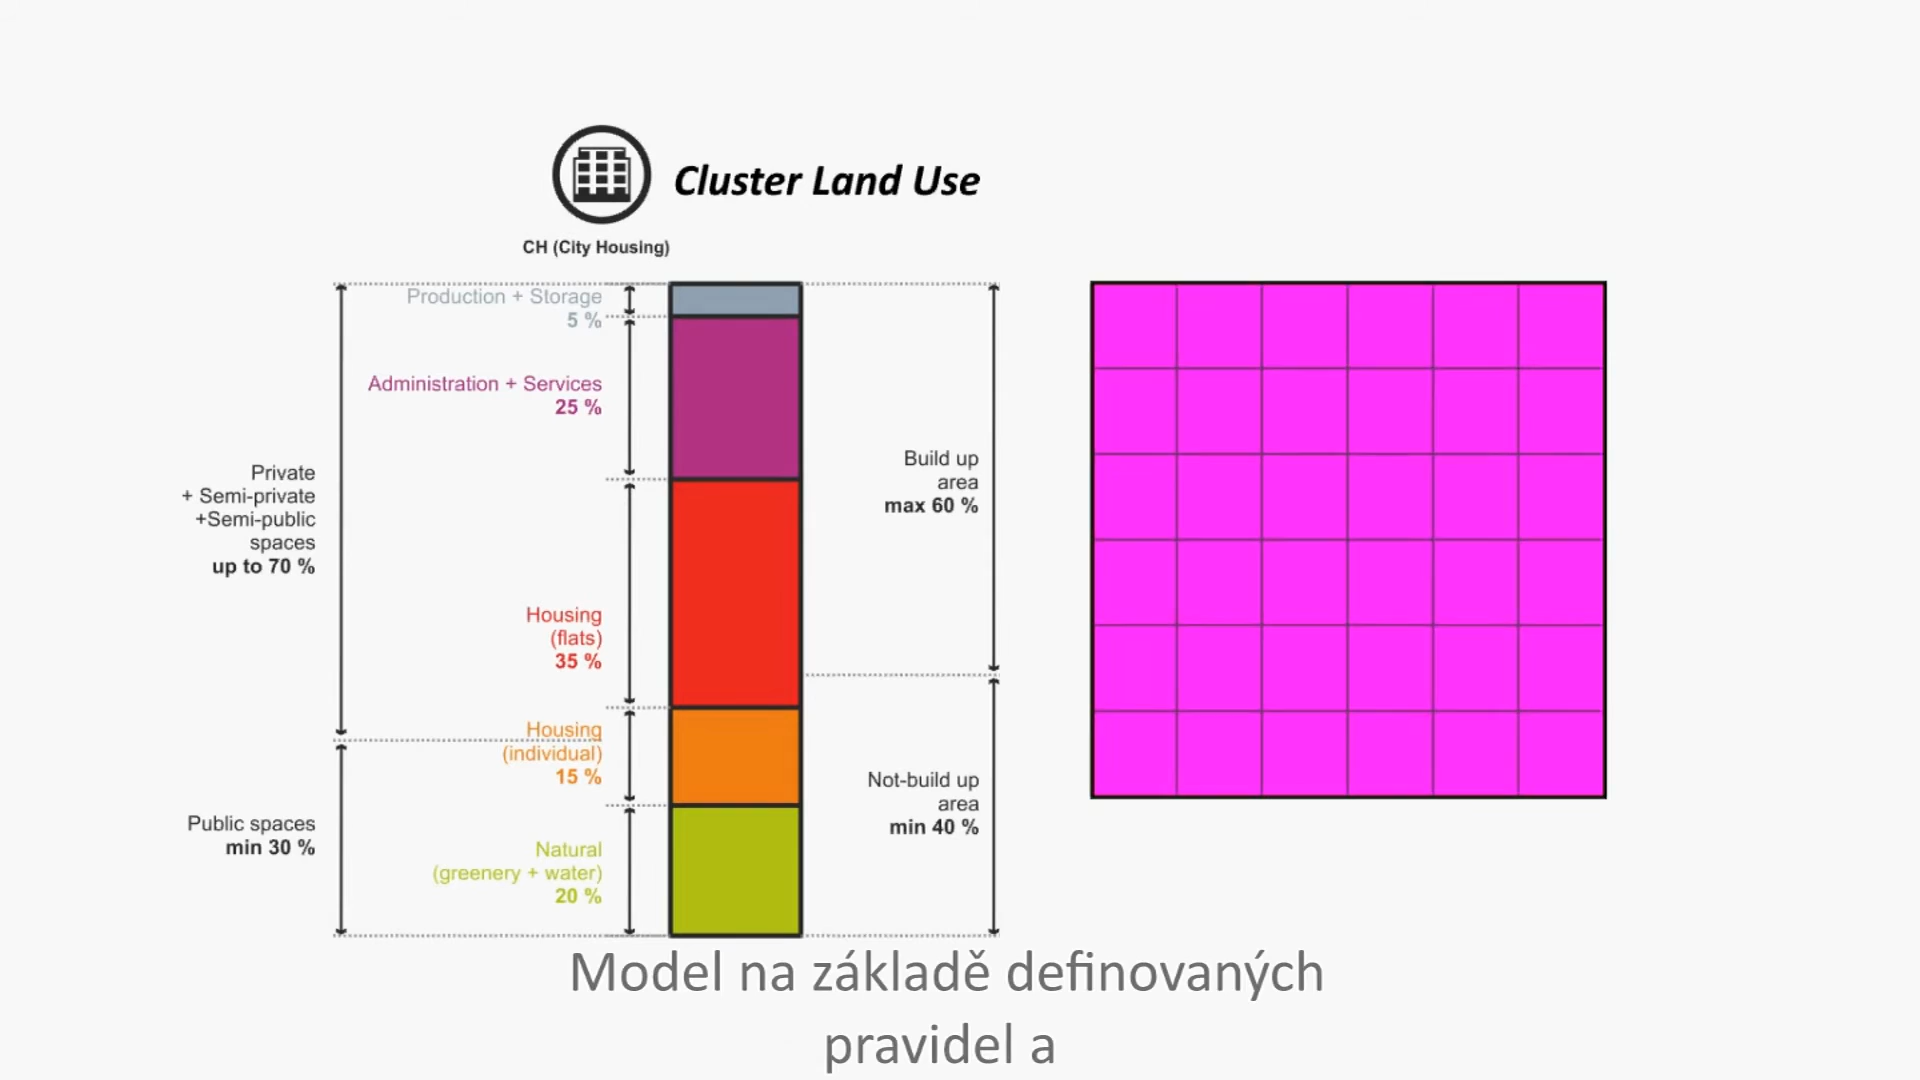 Cluster Land Use
CH (City Housing)
Production + Storage
5 %
Administration + Services
25 %
Private
+ Semi-private
+Semi-public
spaces
up to 70 %
Build up
area
max 60 %
Housing
(flats)
35 %
Housing
(individual)
15 %
Not-build up
area
min 40 %
Public spaces
min 30 %
Natural
(greenery + water)
20 %
Model na základě definovaných
pravidel a